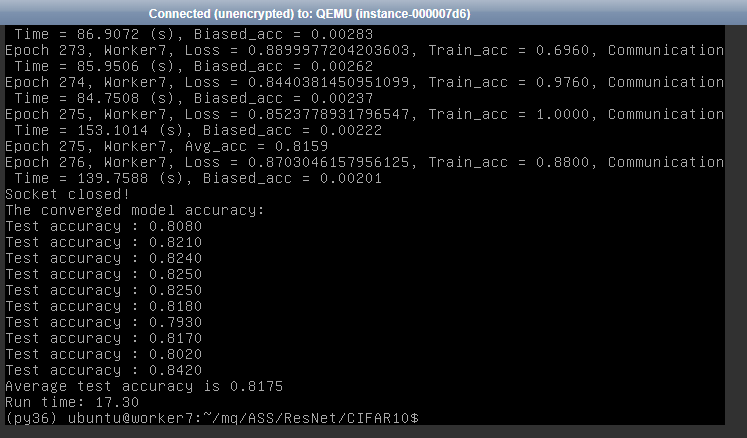 Connected (unencrypted) to: QEMU (instance-000007d6)
Time = 86.9072 (s), Biased_acc = 0.00283
Epoch 273, Worker7, Loss = 0.8899977204203603, Train_acc = 0.6960, Communication
Time = 85.9506 (s), Biased_acc = 0.00262
Epoch 274, Worker7, Loss = 0.8440381450951099, Train_acc = 0.9760, Communication
Time = 84.7508 (s), Biased_acc = 0.00237
Epoch 275, Worker7, Loss = 0.8523778931796547, Train_acc = 1.0000, Communication
Time = 153.1014 (s), Biased_acc = 0.00222
Epoch 275, Worker7, Avg_acc = 0.8159
Epoch 276, Worker7, Loss = 0.8703046157956125, Train_acc = 0.8800, Communication
Time = 139.7588 (s), Biased_acc = 0.00201
Socket closed!
The converged model accuracy:
Test accuracy : 0.8080
Test accuracy : 0.8210
Test accuracy : 0.8240
Test accuracy : 0.8250
Test accuracy : 0.8250
Test accuracy : 0.8180
Test accuracy : 0.7930
Test accuracy : 0.8170
Test accuracy : 0.8020
Test accuracy : 0.8420
Average test accuracy is 0.8175
Run time: 17.30
(py36) ubuntu@worker7:~/mq/ASS/ResNet/CIFAR10$